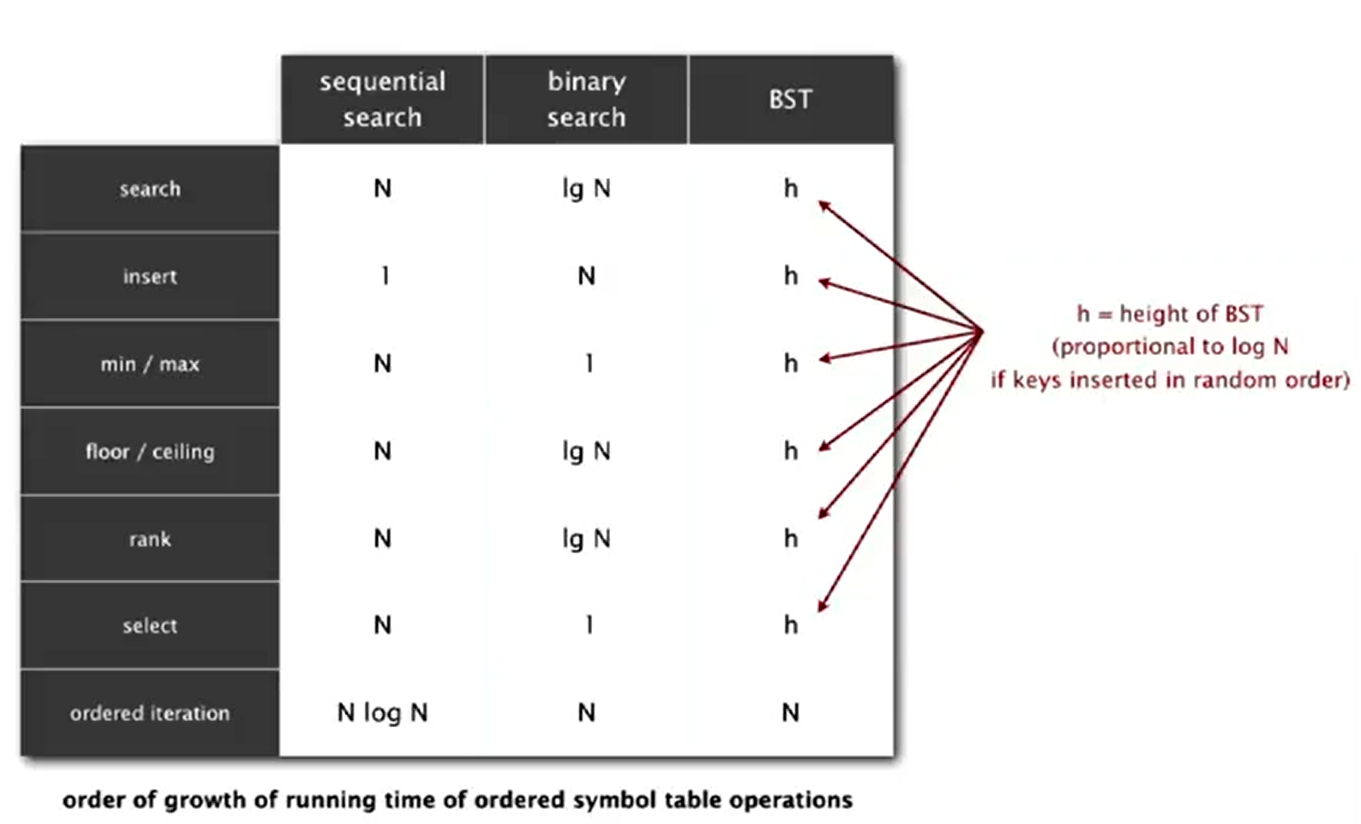 sequential search binary search BST
search N lg N h
insert 1 N h
min / max N 1 h
floor / ceiling N lg N h
rank N lg N h
select N 1 h
ordered iteration N log N N N
h = height of BST
(proportional to log N
if keys inserted in random order)
order of growth of running time of ordered symbol table operations